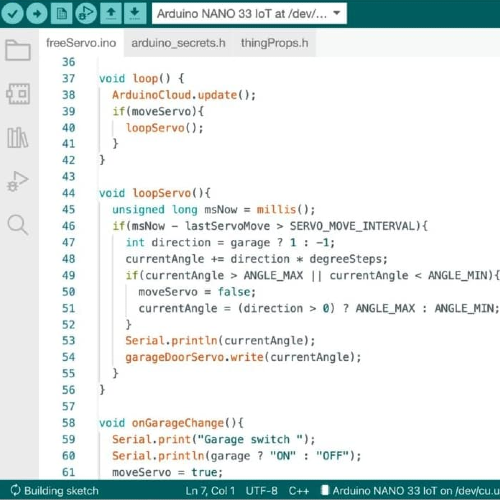 Arduino NANO 33 IoT at /dev/...
freeServo.ino arduino_secrets.h thingProps.h
36
37 void loop() {
38 ArduinoCloud.update();
39 if(moveServo){
40 loopServo();
41 }
42 }
43
44 void loopServo(){
45 unsigned long msNow = millis();
46 if(msNow - lastServoMove > SERVO_MOVE_INTERVAL){
47 int direction = garage ? 1 : -1;
48 currentAngle += direction * degreeSteps;
49 if(currentAngle > ANGLE_MAX || currentAngle < ANGLE_MIN){
50 moveServo = false;
51 currentAngle = (direction > 0) ? ANGLE_MAX : ANGLE_MIN;
52 }
53 Serial.println(currentAngle);
54 garageDoorServo.write(currentAngle);
55 }
56 }
57
58 void onGarageChange(){
59 Serial.print("Garage switch ");
60 Serial.println(garage ? "ON" : "OFF");
61 moveServo = true;
Building sketch Ln 7, Col 1 UTF-8 C++ Arduino NANO 33 IoT on /dev/cu.u